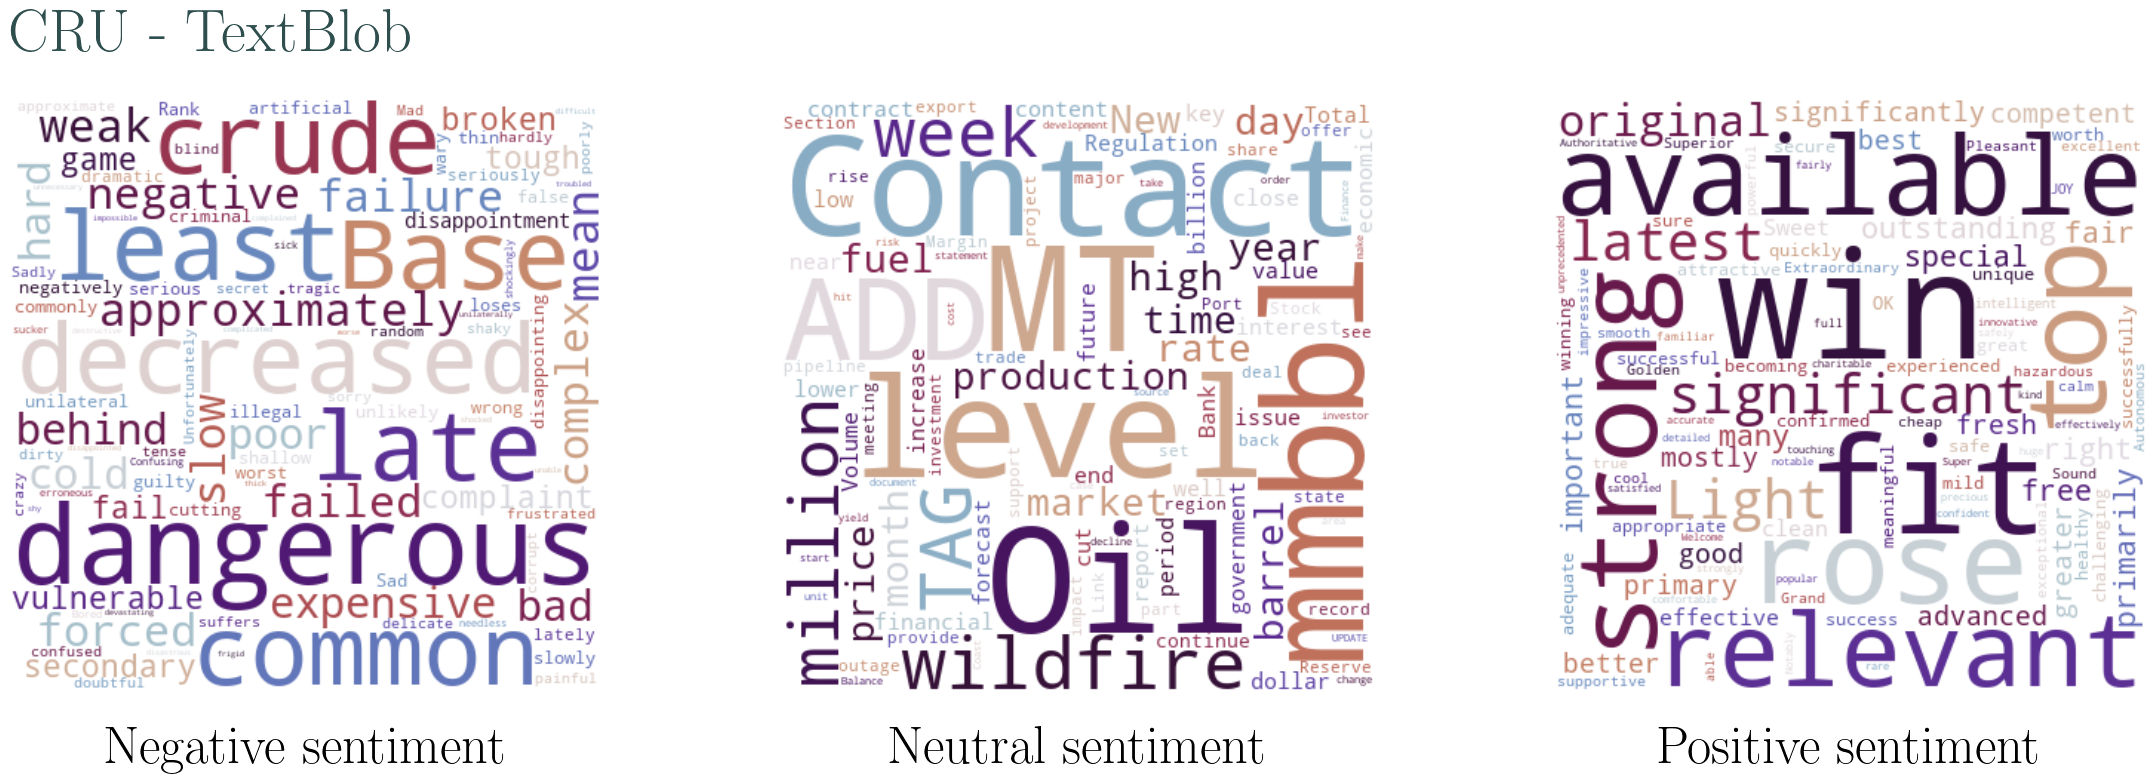 CRU - TextBlob
approximate Rank artificial Mad difficult
weak crude broken
blind wary thin hardly poorly
game tough
dramatic seriously troubled
hard unnecessary negative failure false
impossible criminal complained disappointment mean
least Base
sick shockingly
Sadly
negatively serious secret tragic
commonly approximately loses
unilaterally
sucker destructive complicated worse random shaky disappointing complex
decreased
unilateral Unfortunately slow illegal sorry unlikely wrong
shocked
behind poor late
dirty disappointed tense shallow
Confusing
cold guilty worst unable
thick
crazy erroneous fail failed complaint
shy cutting frustrated
dangerous
corrupt
Sad
vulnerable expensive bad
Bored devastating
forced suffers delicate needless lately
confused disastrous frigid common slowly
secondary painful
doubtful
Negative sentiment
contract export content New key day Total
Section week development offer
Contact Regulation share economic
rise major take order
low project billion close Finance
risk Margin year make
near fuel statement
high value
ADD MT mmbbl
hit cost future Port Stock
time interest see
pipeline trade rate
lower increase production deal
level source
million Volume meeting investment Bank issue investor
back
set
document support end
month TAG market well region government state
yield forecast cut decline period barrel area
price Oil
start report
unit impact Link part record
financial
provide continue UPDATE
outage coast wildfire Reserve
Balance dollar change
Neutral sentiment
original significantly competent
Authoritative Superior secure best Pleasant worth excellent
available
powerful fairly JOY
unprecedented latest sure Sweet outstanding fair
quickly special
attractive Extraordinary unique
strong win top
impressive OK intelligent
winning smooth familiar full innovative
safely
successful great
Golden becoming charitable experienced hazardous
important significant kind calm successfully Autonomous
accurate confirmed cheap fresh effectively
detailed many
touching safe right
mostly notable huge
true fit
cool Super Sound
satisfied Light meaningful mild free
precious
appropriate clean confident
Welcome
good rose exceptional greater healthy challenging primarily
strongly
adequate primary popular
comfortable Grand
effective success advanced
relevant
better able Notably rare
supportive
Positive sentiment